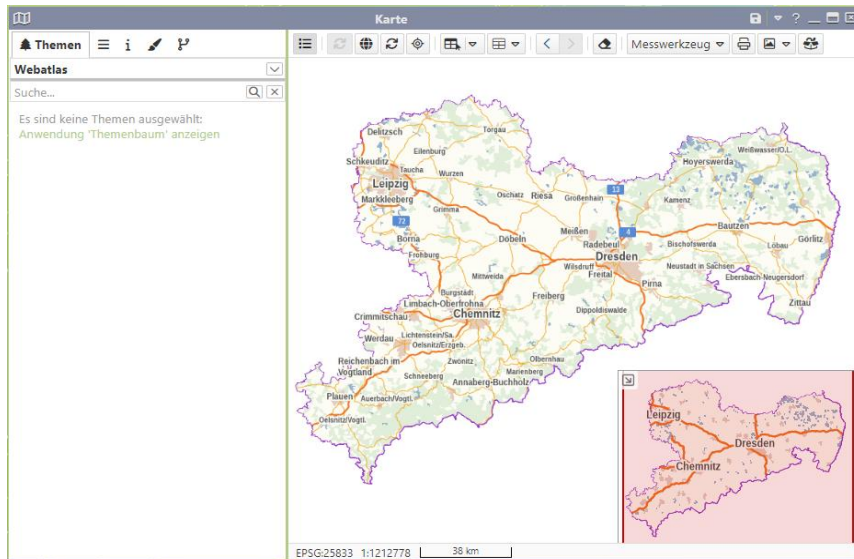 Karte
?
Themen
i
Messwerkzeug
Webatlas
Suche...
Es sind keine Themen ausgewählt:
Anwendung 'Themenbaum' anzeigen
Delitzsch
Torgau
Eilenburg
Schkeuditz
Taucha
Wurzen
Leipzig
Markkleeberg
Oschatz
Riesa
Großenhain
13
Hoyerswerda
Weißwasser/O.L.
Kamenz
Grimma
72
Borna
Döbeln
Meißen
Radebeul
4
Bautzen
Bischofswerda
Löbau
Görlitz
Frohburg
Dresden
Wilsdruff
Freital
Neustadt in Sachsen
Ebersbach-Neugersdorf
Mittweida
Pirna
Zittau
Burgstädt
Limbach-Oberfrohna
Freiberg
Crimmitschau
Chemnitz
Dippoldiswalde
Werdau
Lichtenstein/Sa.
Oelsnitz/Erzgeb.
Reichenbach im
Vogtland
Zwönitz
Olbernhau
Marienberg
Schneeberg
Annaberg-Buchholz
Plauen
Auerbach/Vogtl.
Oelsnitz/Vogtl.
Leipzig
Dresden
Chemnitz
EPSG:25833 1:1212778 38 km